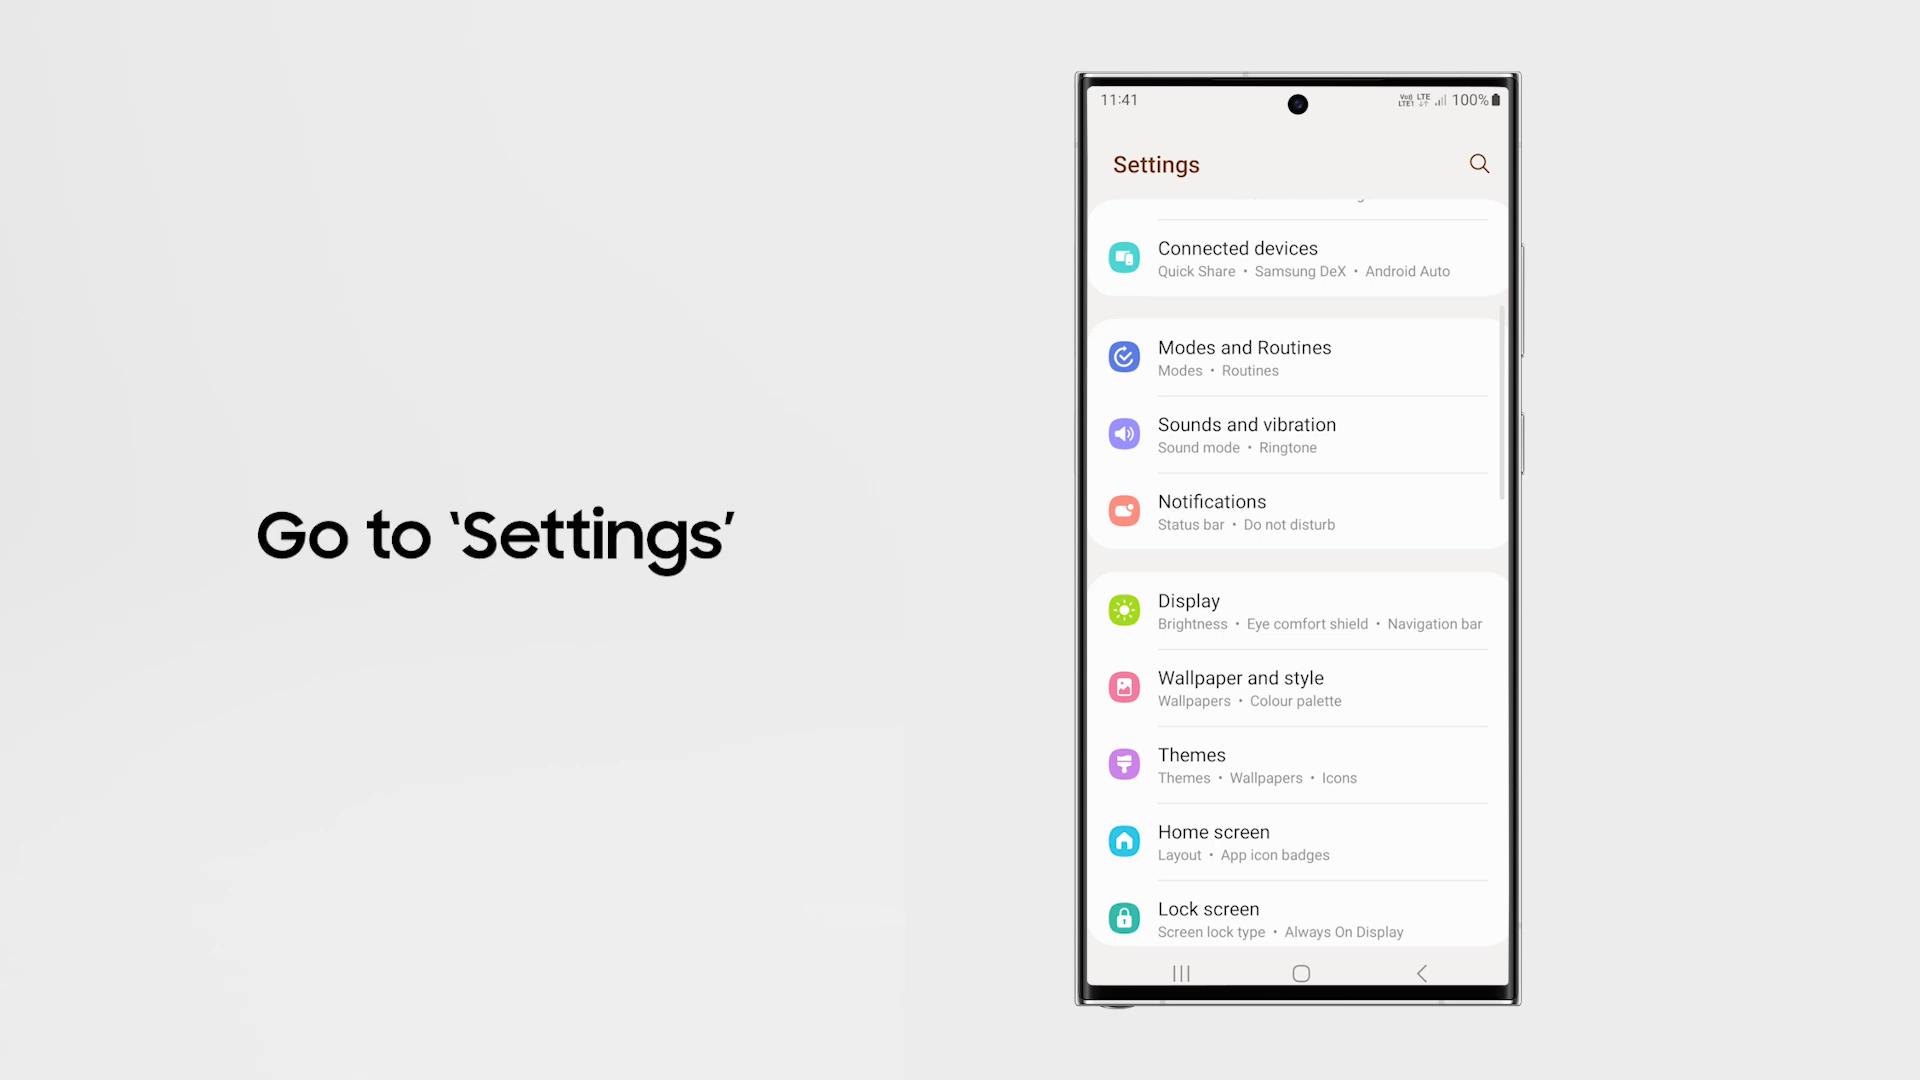 Go to ‘Settings’
11:41
Vo)) LTE
LTE1
100%
Settings
Connected devices
Quick Share • Samsung DeX • Android Auto
Modes and Routines
Modes • Routines
Sounds and vibration
Sound mode • Ringtone
Notifications
Status bar • Do not disturb
Display
Brightness • Eye comfort shield • Navigation bar
Wallpaper and style
Wallpapers • Colour palette
Themes
Themes • Wallpapers • Icons
Home screen
Layout • App icon badges
Lock screen
Screen lock type • Always On Display